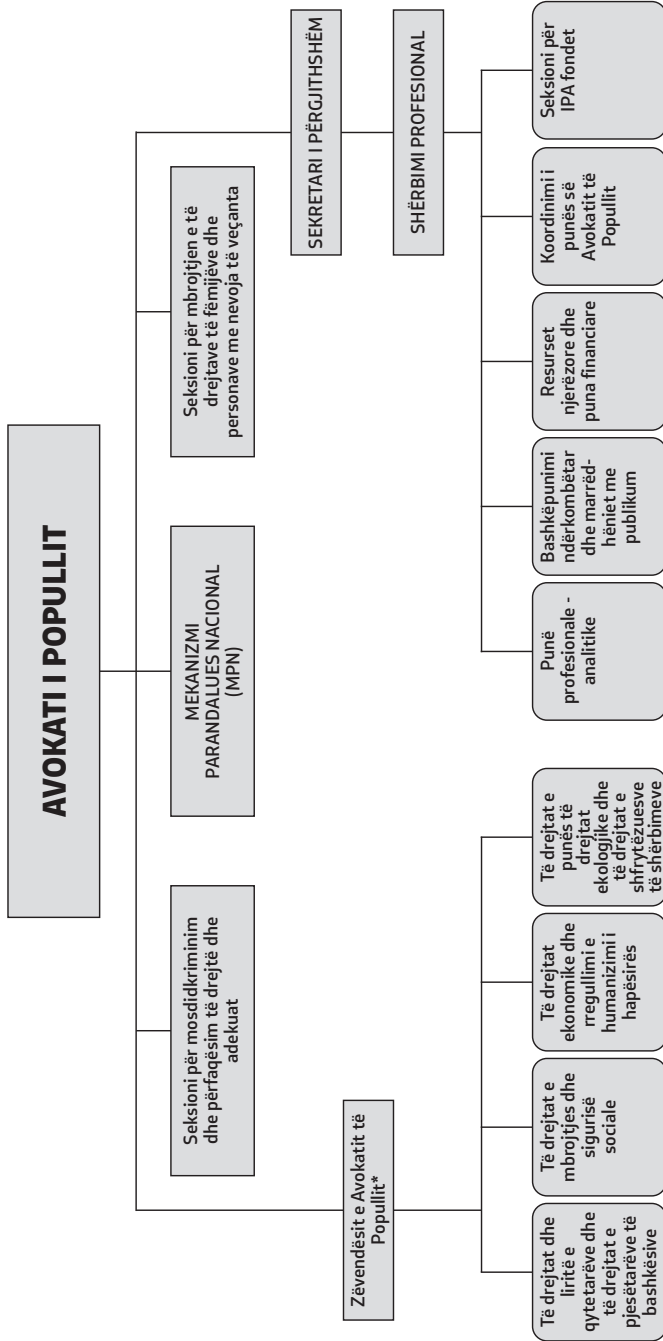 AVOKATI I POPULLIT
Seksioni për mosdidkriminim
dhe përfaqësim të drejtë dhe
adekuat
MEKANIZMI
PARANDALUES NACIONAL
(MPN)
Seksioni për mbrojtjen e të
drejtave të fëmijëve dhe
personave me nevoja të veçanta
Zëvendësit e Avokatit të
Popullit*
SEKRETARI I PËRGJITHSHËM
SHËRBIMI PROFESIONAL
Të drejtat dhe
liritë e
qytetarëve dhe
të drejtat e
pjesëtarëve të
bashkësive
Të drejtat e
mbrojtjes dhe
sigurisë
sociale
Të drejtat
ekonomike dhe
rregullimi e
humanizimi i
hapësirës
Të drejtat e
punës të
drejtat
ekologjike dhe
të drejtat e
shfrytëzuesve
të shërbimeve
Punë
profesionale -
analitike
Bashkëpunimi
ndërkombëtar
dhe marrëd-
hëniet me
publikum
Resurset
njerëzore dhe
puna financiare
Koordinimi i
punës së
Avokatit të
Popullit
Seksioni për
IPA fondet